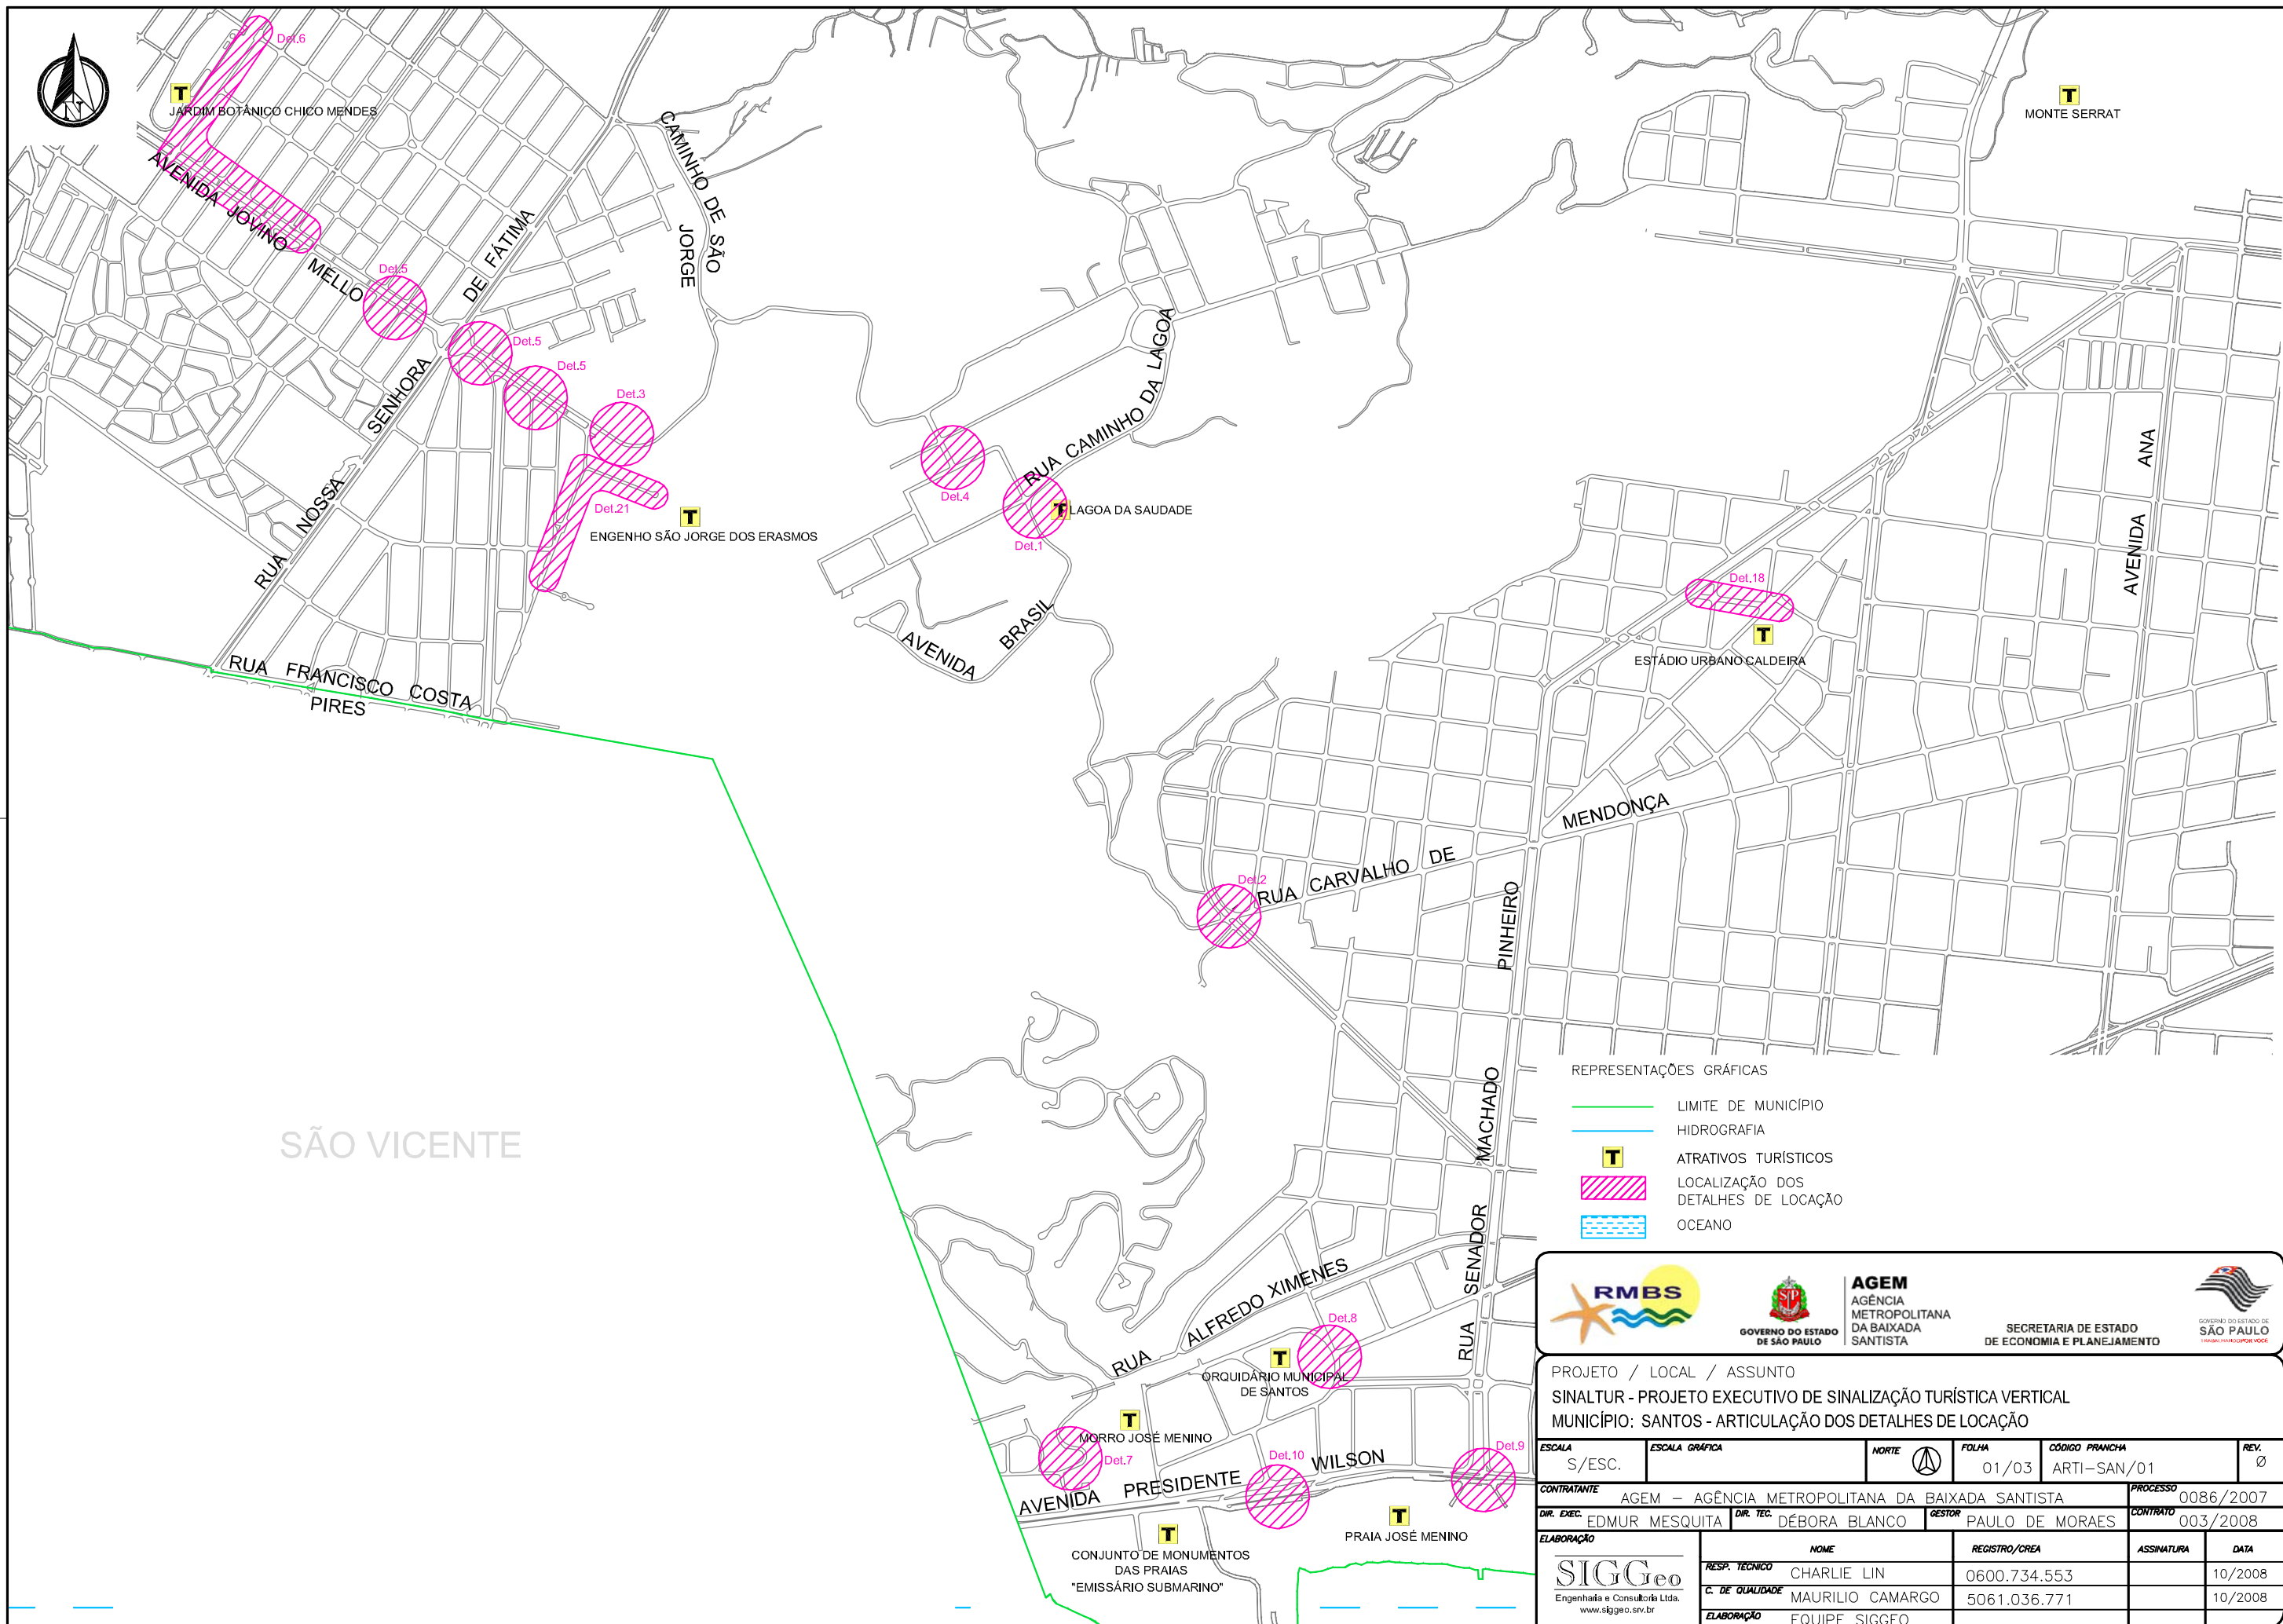 Det.6
T
JARDIM BOTÂNICO CHICO MENDES
N
T
MONTE SERRAT
CAMINHO DE SÃO
JORGE
AVENIDA JOVINO
MELLO
DE FÁTIMA
SENHORA
NOSSA
RUA
Det.5
Det.5
Det.5
Det.3
Det.21
T
ENGENHO SÃO JORGE DOS ERASMOS
Det.4
RUA CAMINHO DA LAGOA
T
LAGOA DA SAUDADE
Det.1
AVENIDA BRASIL
AVENIDA ANA
Det.18
T
ESTÁDIO URBANO CALDEIRA
RUA FRANCISCO COSTA
PIRES
Det.2
RUA CARVALHO DE
MENDONÇA
PINHEIRO
MACHADO
SENADOR
RUA
SÃO VICENTE
RUA ALFREDO XIMENES
Det.8
T
ORQUIDÁRIO MUNICIPAL
DE SANTOS
T
MORRO JOSÉ MENINO
Det.7
Det.10
Det.9
AVENIDA PRESIDENTE WILSON
T
PRAIA JOSÉ MENINO
T
CONJUNTO DE MONUMENTOS
DAS PRAIAS
"EMISSÁRIO SUBMARINO"
REPRESENTAÇÕES GRÁFICAS
LIMITE DE MUNICÍPIO
HIDROGRAFIA
T
ATRATIVOS TURÍSTICOS
LOCALIZAÇÃO DOS
DETALHES DE LOCAÇÃO
OCEANO
RMBS
SP
GOVERNO DO ESTADO
DE SÃO PAULO
AGEM
AGÊNCIA
METROPOLITANA
DA BAIXADA
SANTISTA
SECRETARIA DE ESTADO
DE ECONOMIA E PLANEJAMENTO
GOVERNO DO ESTADO DE
SÃO PAULO
TRABALHANDO POR VOCÊ
PROJETO / LOCAL / ASSUNTO
SINALTUR - PROJETO EXECUTIVO DE SINALIZAÇÃO TURÍSTICA VERTICAL
MUNICÍPIO: SANTOS - ARTICULAÇÃO DOS DETALHES DE LOCAÇÃO
ESCALA
S/ESC.
ESCALA GRÁFICA
NORTE
FOLHA
01/03
CÓDIGO PRANCHA
ARTI-SAN/01
REV.
Ø
CONTRATANTE
AGEM - AGÊNCIA METROPOLITANA DA BAIXADA SANTISTA
PROCESSO
0086/2007
DIR. EXEC. EDMUR MESQUITA
DIR. TEC. DÉBORA BLANCO
GESTOR PAULO DE MORAES
CONTRATO
003/2008
ELABORAÇÃO
SIGGeo
Engenharia e Consultoria Ltda.
www.siggeo.srv.br
NOME
REGISTRO/CREA
ASSINATURA
DATA
RESP. TÉCNICO CHARLIE LIN 0600.734.553 10/2008
C. DE QUALIDADE MAURILIO CAMARGO 5061.036.771 10/2008
ELABORAÇÃO EQUIPE SIGGEO